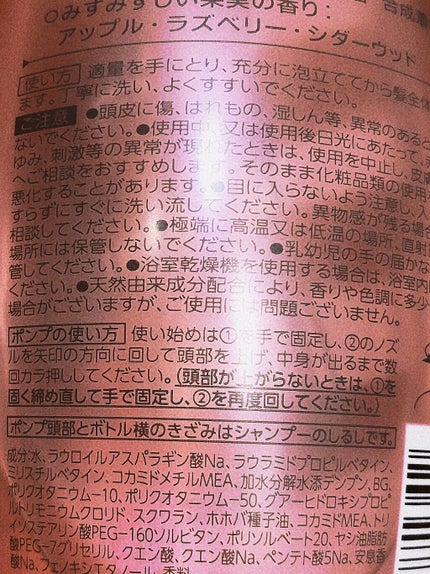 ○みずみずしい果実の香り:
アップル・ラズベリー・シダーウッド
使い方 適量を手にとり、充分に泡立ててから髪全体
ます。丁寧に洗い、よくすすいでください。
ご注意 ●頭皮に傷、はれもの、湿しん等、異常のあると
ないでください。●使用中、又は使用後日光にあたって、赤
ゆみ、刺激等の異常が現れたときは、使用を中止し、皮膚
へご相談をおすすめします。そのまま化粧品類の使用を
悪化することがあります。●目に入らないよう注意し、入
すらずにすぐに洗い流してください。異物感が残る場合
相談してください。●極端に高温又は低温の場所、直射
場所には保管しないでください。●乳幼児の手の届かな
管してください。●浴室乾燥機を使用する場合は、浴室内
ください。●天然由来成分配合により、香りや色調に多少
場合がございますが、ご使用には問題ございません。
ポンプの使い方 使い始めは①を手で固定し、②のノズ
ルを矢印の方向に回して頭部を上げ、中身が出るまで数
回カラ押ししてください。(頭部が上がらないときは、①を
固く締め直して手で固定し、②を再度回してください。)
ポンプ頭部とボトル横のきざみはシャンプーのしるしです。
成分:水、ラウロイルアスパラギン酸Na、ラウラミドプロピルベタイン、
ミリスチルベタイン、コカミドメチルMEA、加水分解水添デンプン、BG、
ポリクオタニウム-10、ポリクオタニウム-50、グアーヒドロキシプロピ
ルトリモニウムクロリド、スクワラン、ホホバ種子油、コカミドMEA、トリ
イソステアリン酸PEG-160ソルビタン、ポリソルベート20、ヤシ油脂肪
酸PEG-7グリセリル、クエン酸、クエン酸Na、ペンテト酸5Na、安息香
酸Na、フェノキシエタノール、香料